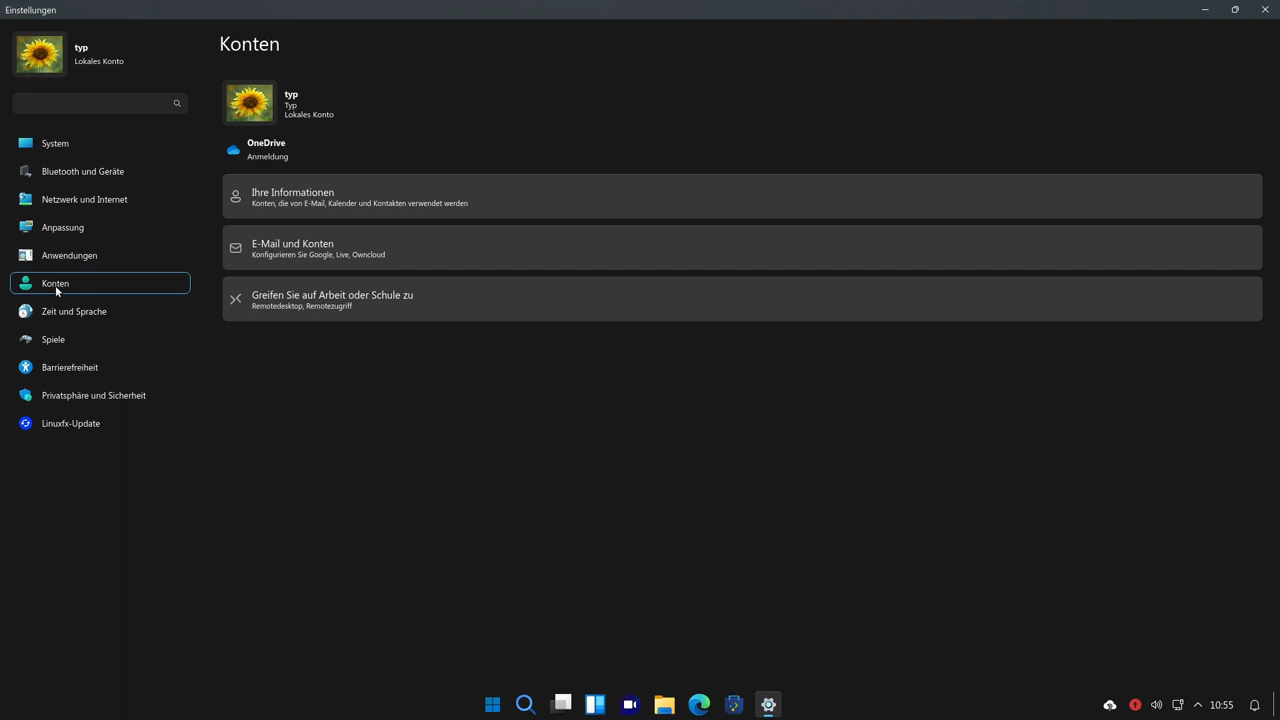 Einstellungen
typ
Lokales Konto
System
Bluetooth und Geräte
Netzwerk und Internet
Anpassung
Anwendungen
Konten
Zeit und Sprache
Spiele
Barrierefreiheit
Privatsphäre und Sicherheit
Linuxfx-Update
Konten
typ
Typ
Lokales Konto
OneDrive
Anmeldung
Ihre Informationen
Konten, die von E-Mail, Kalender und Kontakten verwendet werden
E-Mail und Konten
Konfigurieren Sie Google, Live, Owncloud
Greifen Sie auf Arbeit oder Schule zu
Remotedesktop, Remotezugriff
10:55